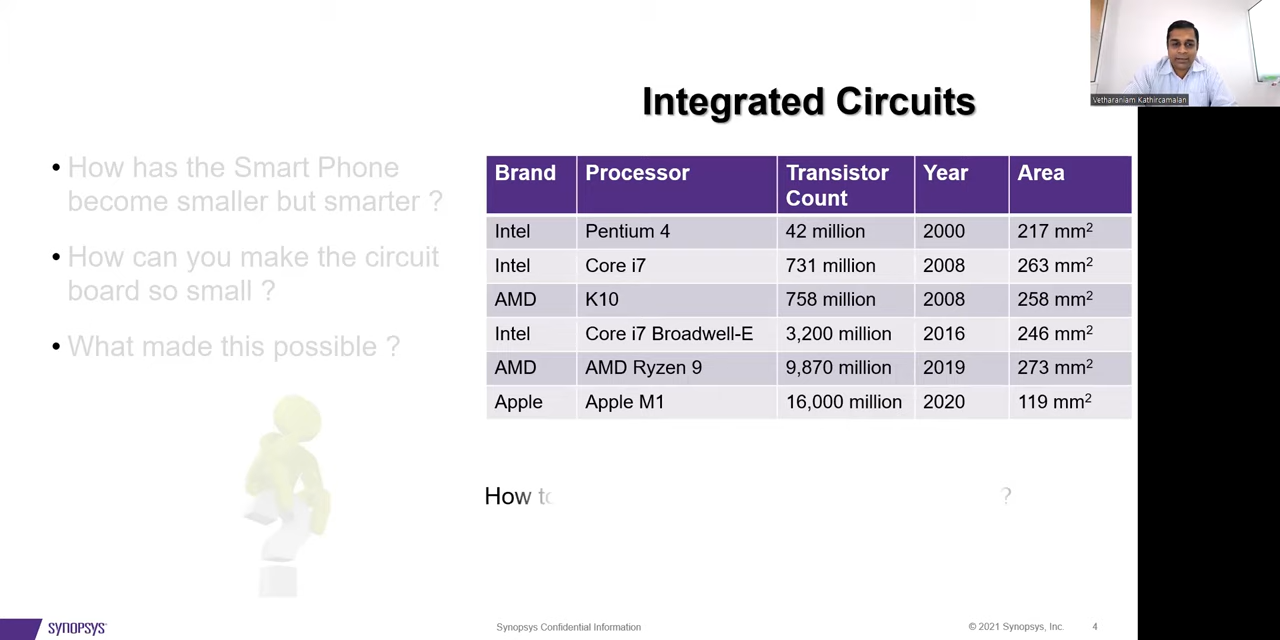 Vetharaniam Kathircamalan
Integrated Circuits
• How has the Smart Phone
become smaller but smarter ?
• How can you make the circuit
board so small ?
• What made this possible ?
Brand Processor Transistor Count Year Area
Intel Pentium 4 42 million 2000 217 mm²
Intel Core i7 731 million 2008 263 mm²
AMD K10 758 million 2008 258 mm²
Intel Core i7 Broadwell-E 3,200 million 2016 246 mm²
AMD AMD Ryzen 9 9,870 million 2019 273 mm²
Apple Apple M1 16,000 million 2020 119 mm²
How to ?
SYNOPSYS Synopsys Confidential Information © 2021 Synopsys, Inc. 4